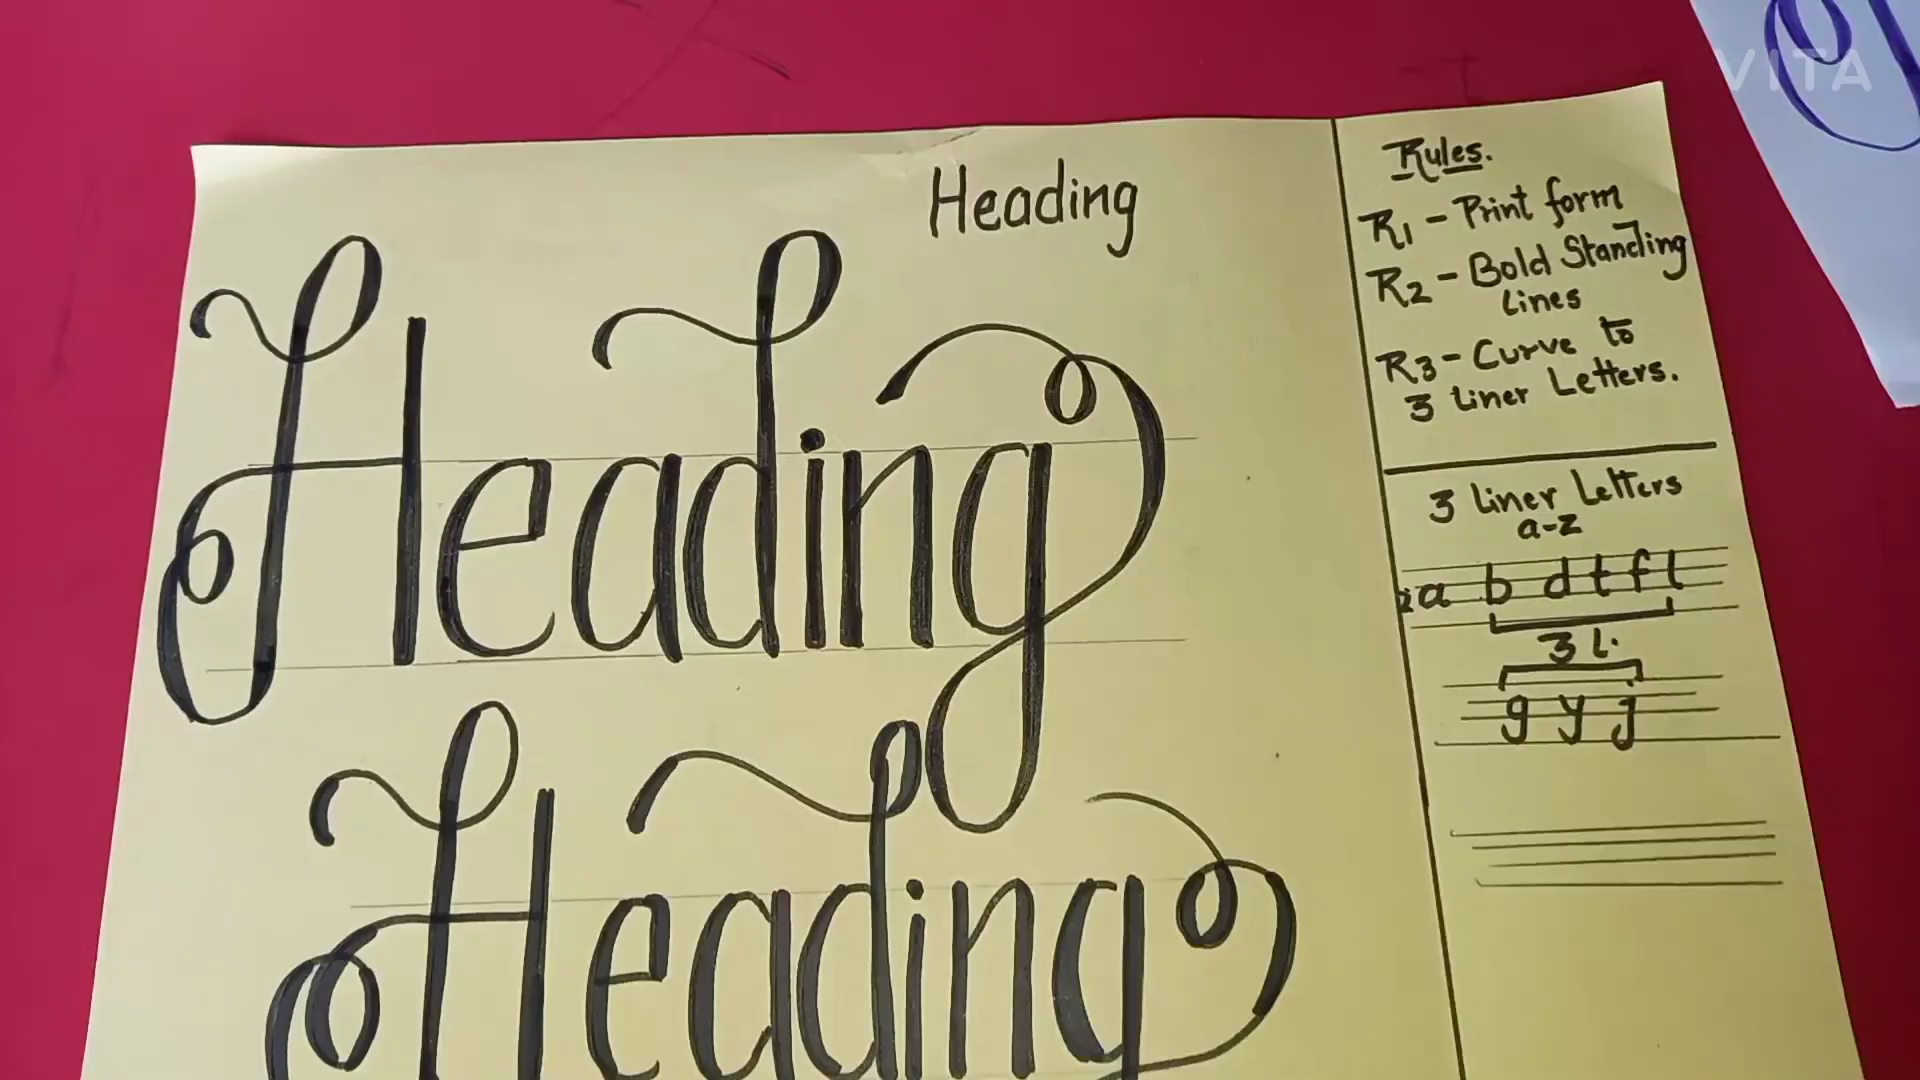 VITA
Heading
Heading
Heading
Rules.
R1 - Print form
R2 - Bold Standing
Lines
R3 - Curve to
3 Liner Letters.
3 Liner Letters
a-z
a b d t f l
3 l.
g y j